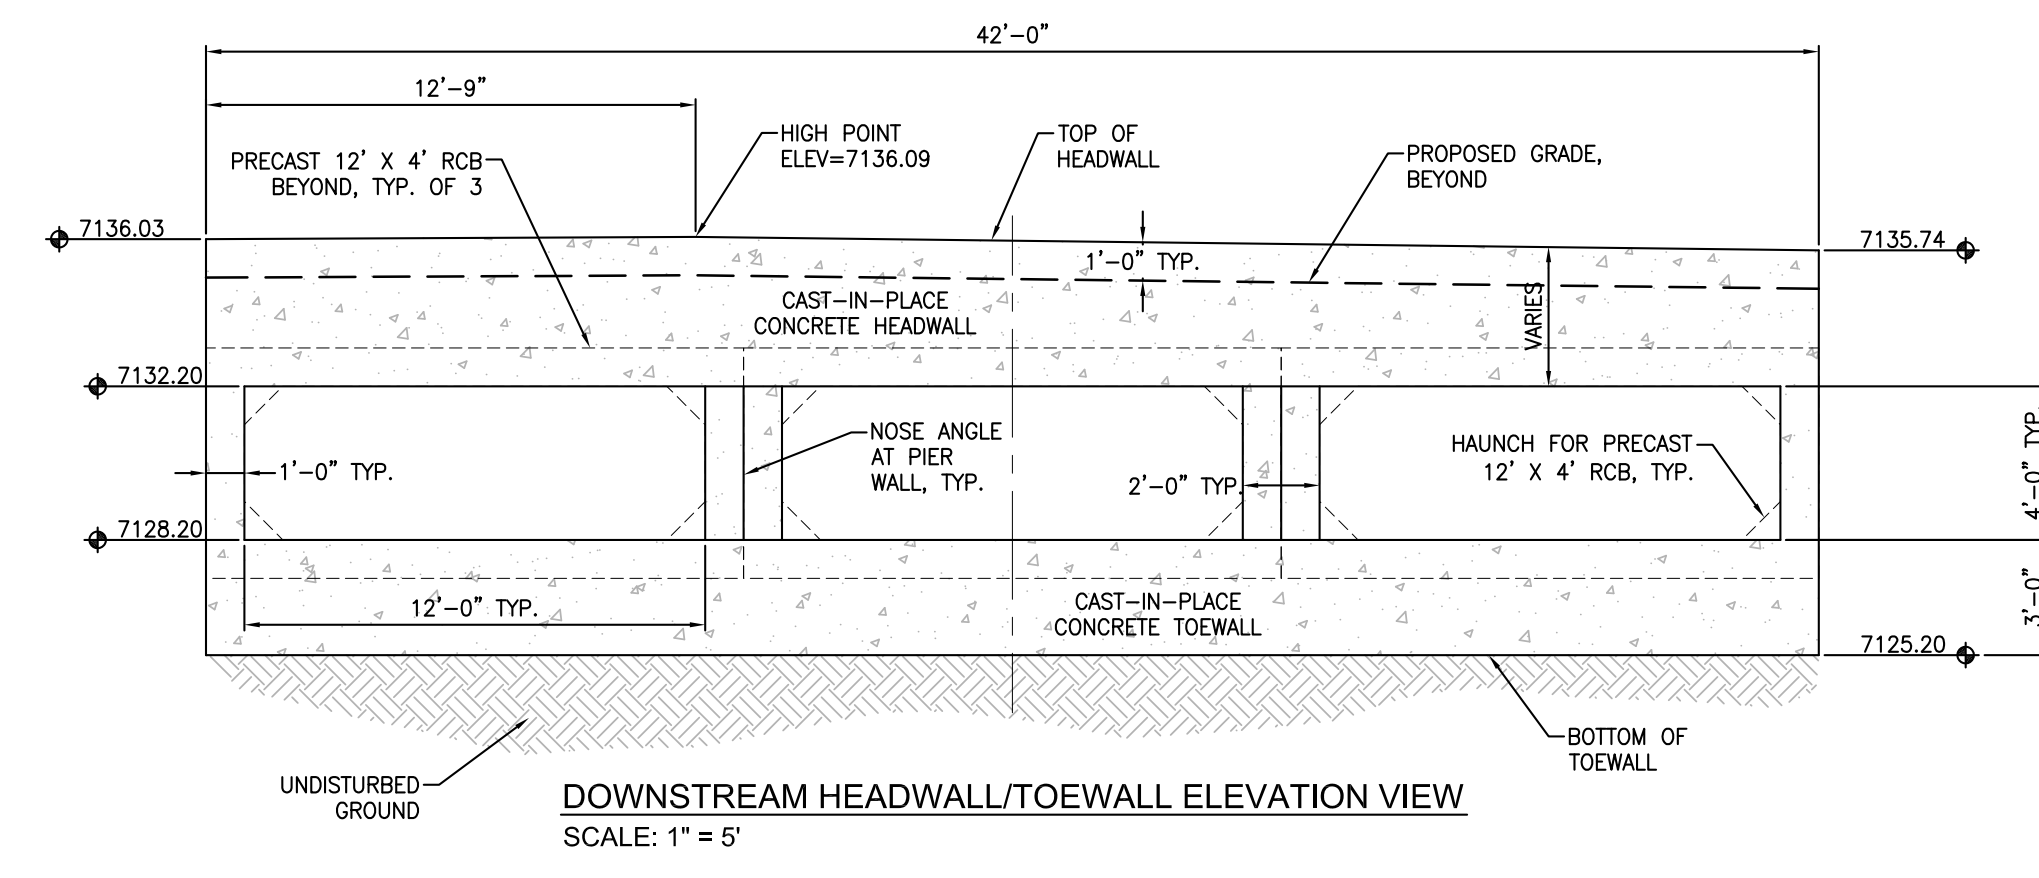 42'-0"
12'-9"
HIGH POINT
ELEV=7136.09
TOP OF
HEADWALL
PROPOSED GRADE,
BEYOND
PRECAST 12' X 4' RCB
BEYOND, TYP. OF 3
7136.03
7135.74
1'-0" TYP.
CAST-IN-PLACE
CONCRETE HEADWALL
VARIES
7132.20
NOSE ANGLE
AT PIER
WALL, TYP.
HAUNCH FOR PRECAST
12' X 4' RCB, TYP.
1'-0" TYP.
2'-0" TYP.
4'-0" TYP.
7128.20
12'-0" TYP.
CAST-IN-PLACE
CONCRETE TOEWALL
3'-0"
7125.20
BOTTOM OF
TOEWALL
UNDISTURBED
GROUND
DOWNSTREAM HEADWALL/TOEWALL ELEVATION VIEW
SCALE: 1" = 5'